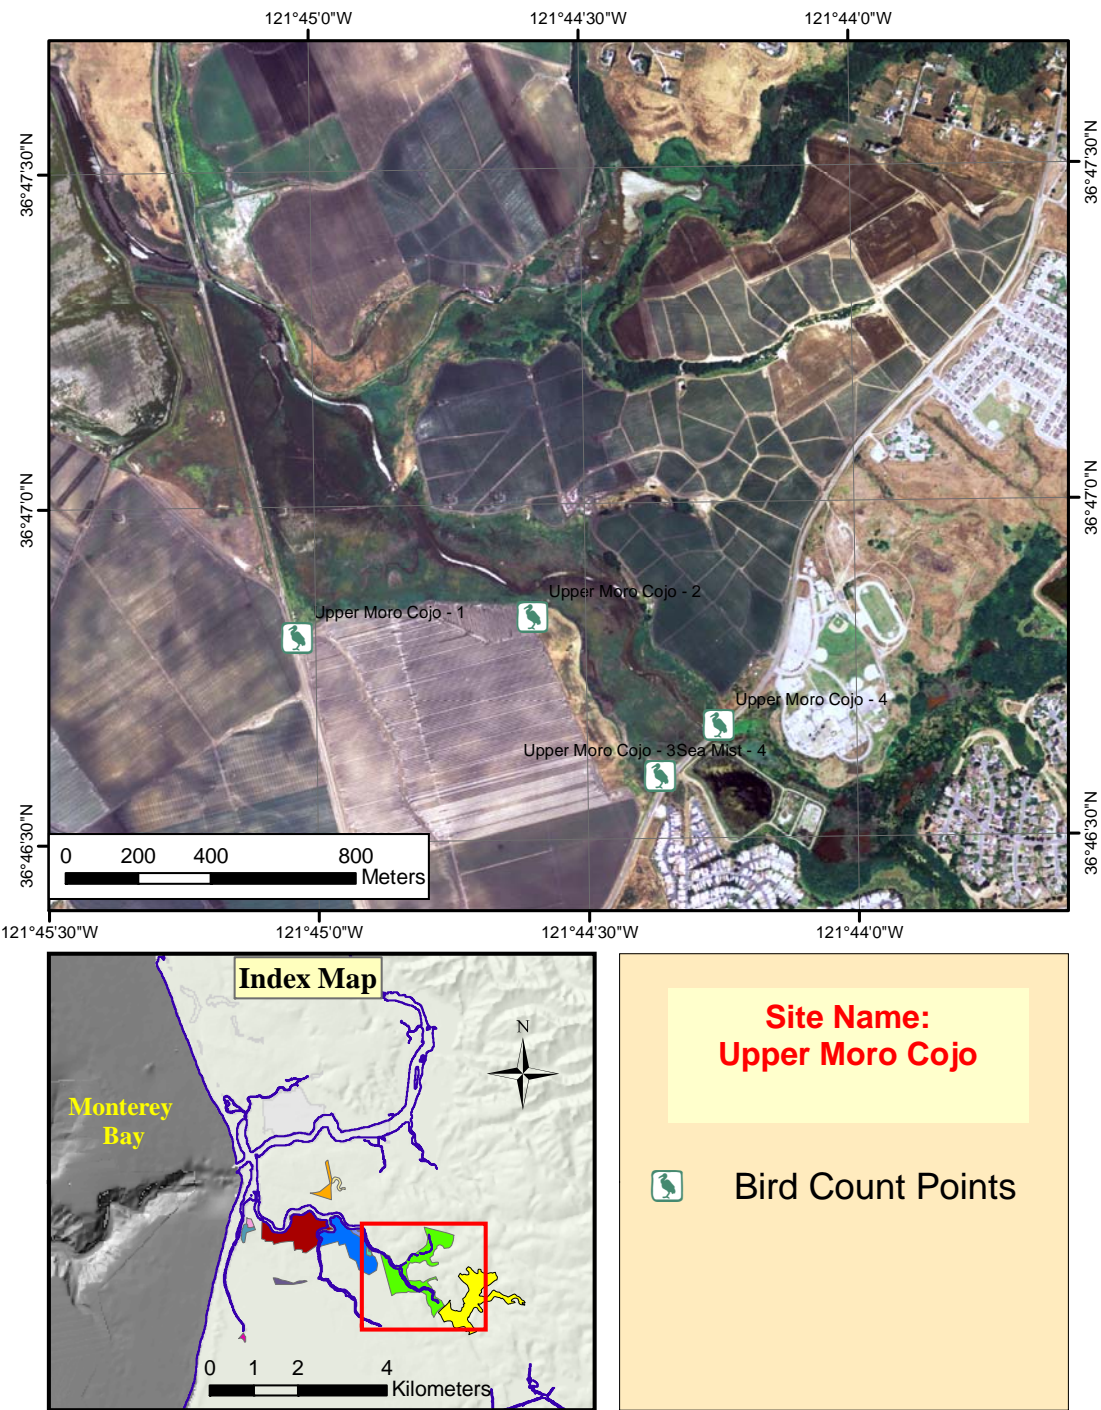 121°45'0"W
121°44'30"W
121°44'0"W
36°47'30"N
36°47'30"N
36°47'0"N
36°47'0"N
Upper Moro Cojo - 1
Upper Moro Cojo - 2
Upper Moro Cojo - 4
Upper Moro Cojo - 3Sea Mist - 4
36°46'30"N
36°46'30"N
0 200 400 800
Meters
121°45'30"W
121°45'0"W
121°44'30"W
121°44'0"W
Index Map
N
Monterey
Bay
0 1 2 4
Kilometers
Site Name:
Upper Moro Cojo
Bird Count Points